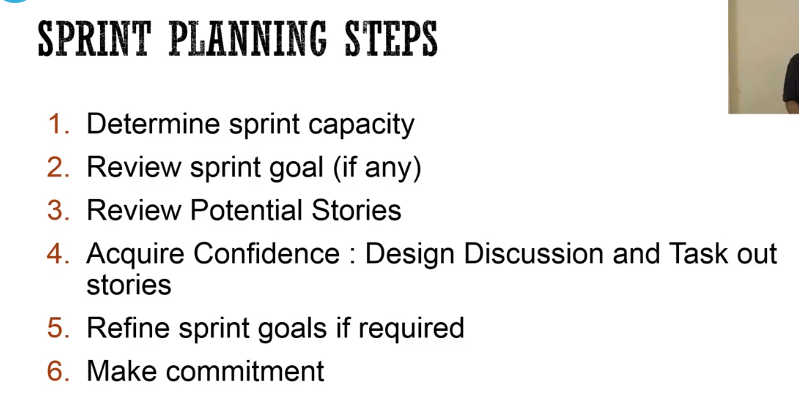 SPRINT PLANNING STEPS
1. Determine sprint capacity
2. Review sprint goal (if any)
3. Review Potential Stories
4. Acquire Confidence : Design Discussion and Task out
stories
5. Refine sprint goals if required
6. Make commitment